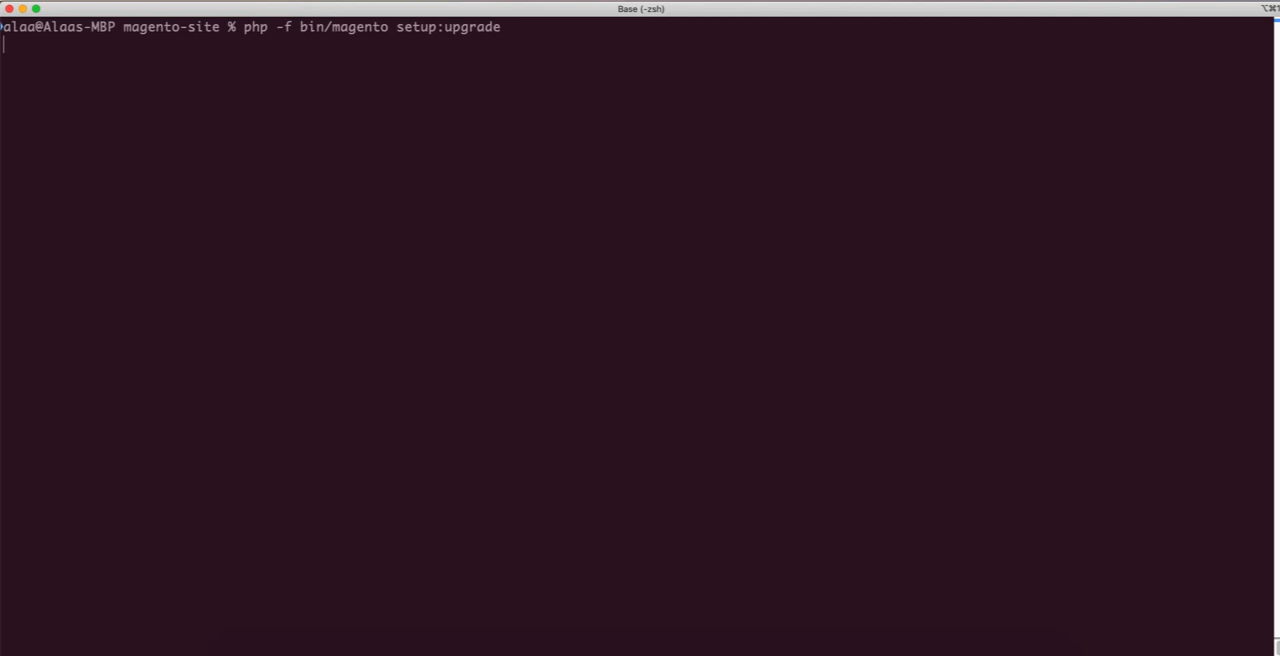 Base (-zsh)
alaa@Alaas-MBP magento-site % php -f bin/magento setup:upgrade